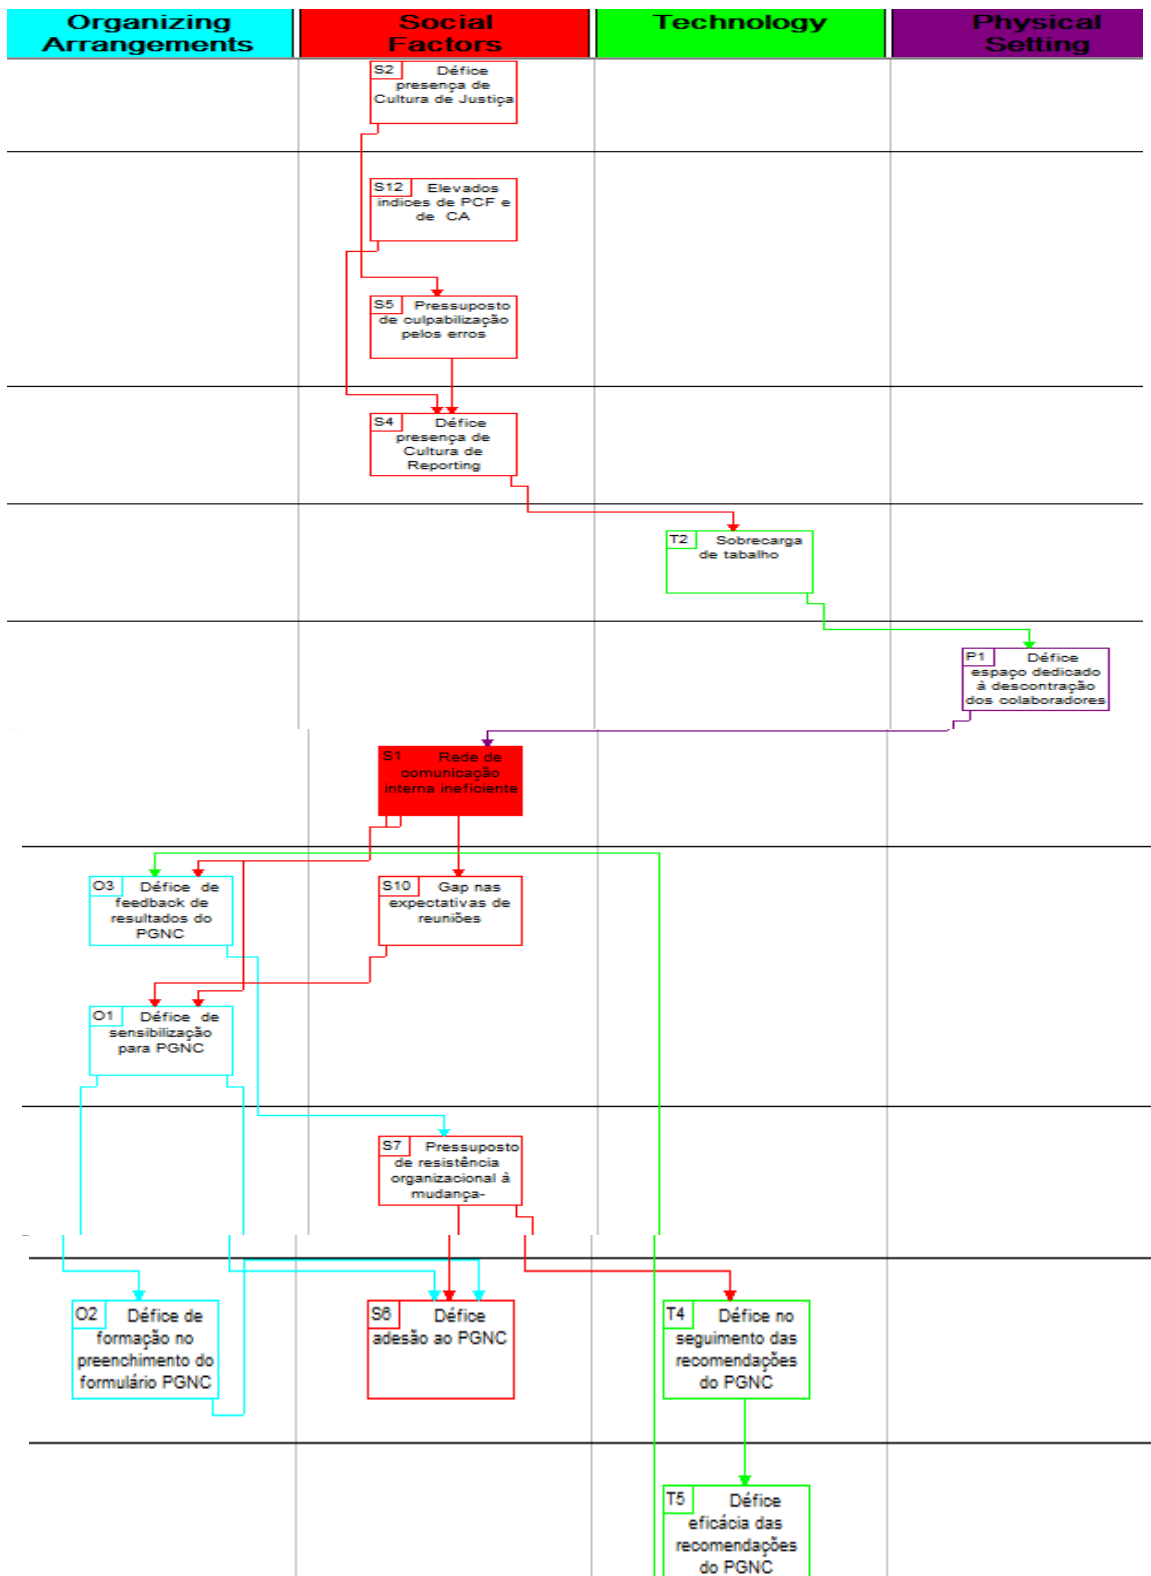 Organizing
Arrangements
Social
Factors
Technology
Physical
Setting
S2 Défice
presença de
Cultura de Justiça
S12 Elevados
indices de PCF e
de CA
S5 Pressuposto
de culpabilização
pelos erros
S4 Défice
presença de
Cultura de
Reporting
T2 Sobrecarga
de tabalho
P1 Défice
espaço dedicado
à descontração
dos colaboradores
S1 Rede de
comunicação
interna ineficiente
O3 Défice de
feedback de
resultados do
PGNC
S10 Gap nas
expectativas de
reuniões
O1 Défice de
sensibilização
para PGNC
S7 Pressuposto
de resistência
organizacional à
mudança-
O2 Défice de
formação no
preenchimento do
formulário PGNC
S6 Défice
adesão ao PGNC
T4 Défice no
seguimento das
recomendações
do PGNC
T5 Défice
eficácia das
recomendações
do PGNC